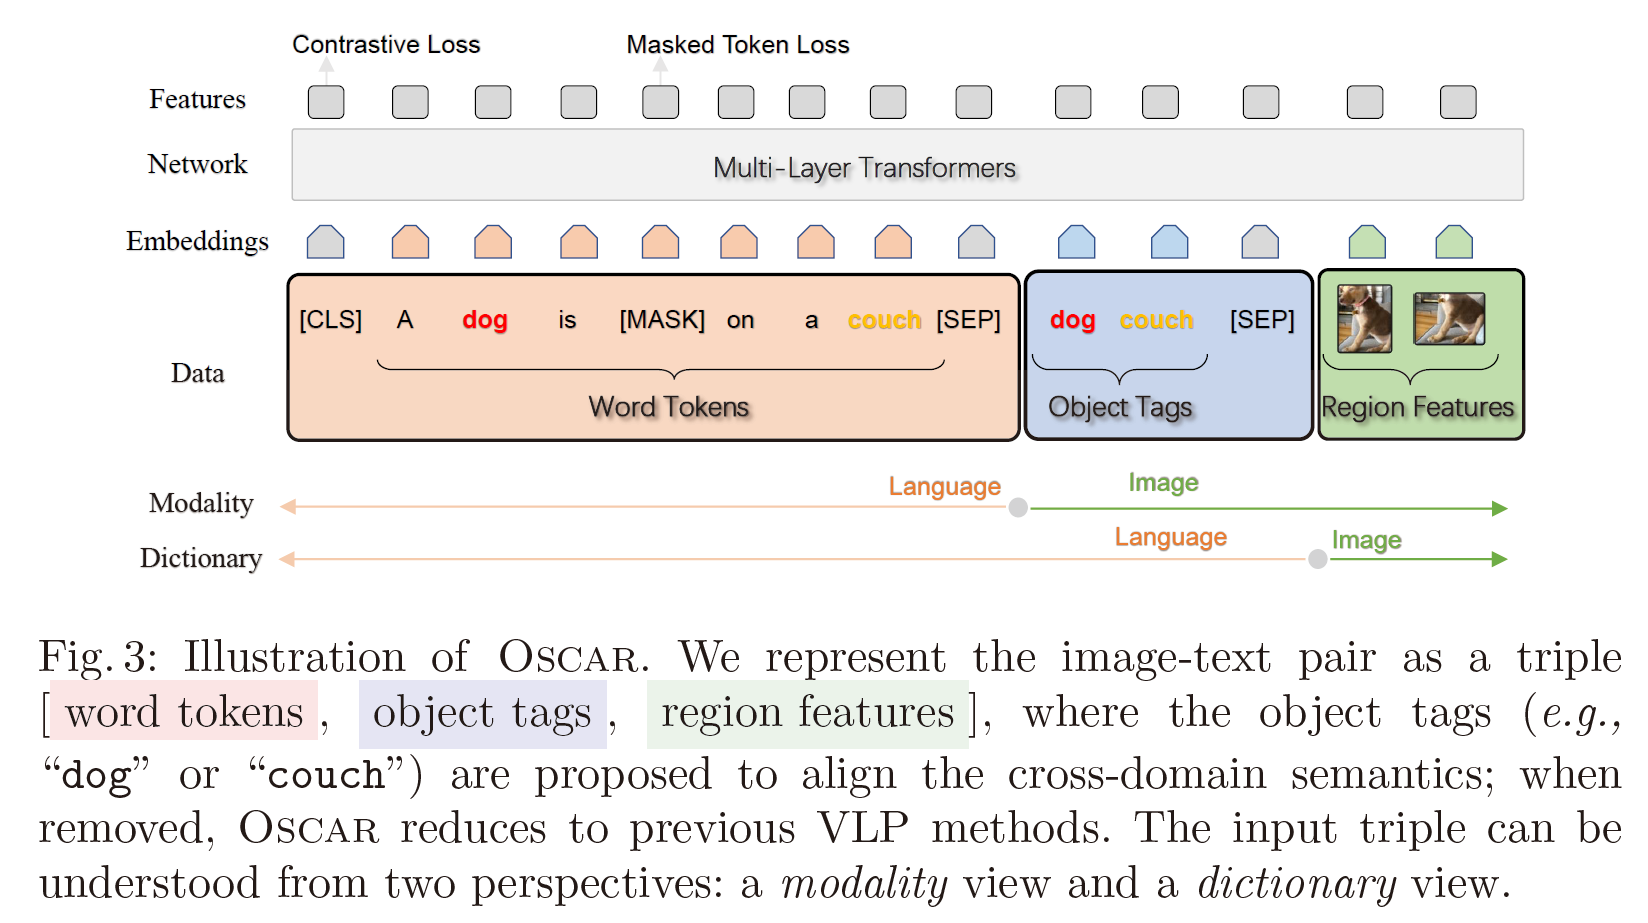 Contrastive Loss Masked Token Loss
Features
Network Multi-Layer Transformers
Embeddings
[CLS] A dog is [MASK] on a couch [SEP] dog couch [SEP]
Data
Word Tokens Object Tags Region Features
Modality Language Image
Dictionary Language Image
Fig. 3: Illustration of OSCAR. We represent the image-text pair as a triple
[ word tokens , object tags , region features ], where the object tags (e.g.,
“dog” or “couch”) are proposed to align the cross-domain semantics; when
removed, OSCAR reduces to previous VLP methods. The input triple can be
understood from two perspectives: a modality view and a dictionary view.